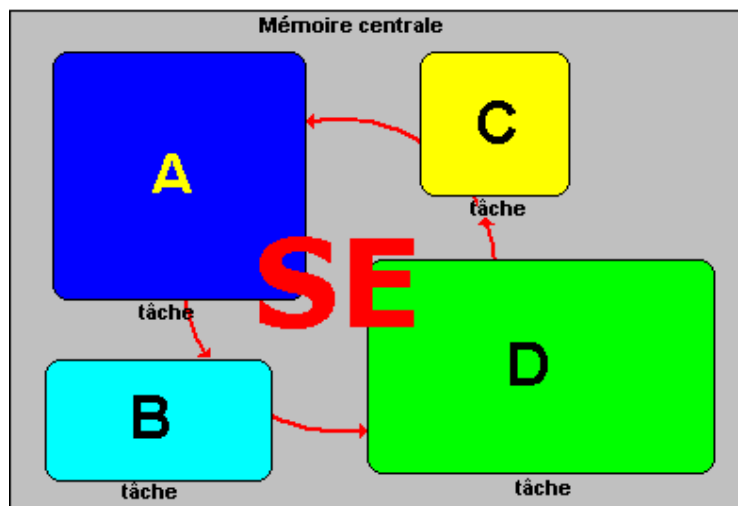 Mémoire centrale
A
C
tâche
SE
tâche
D
B
tâche
tâche